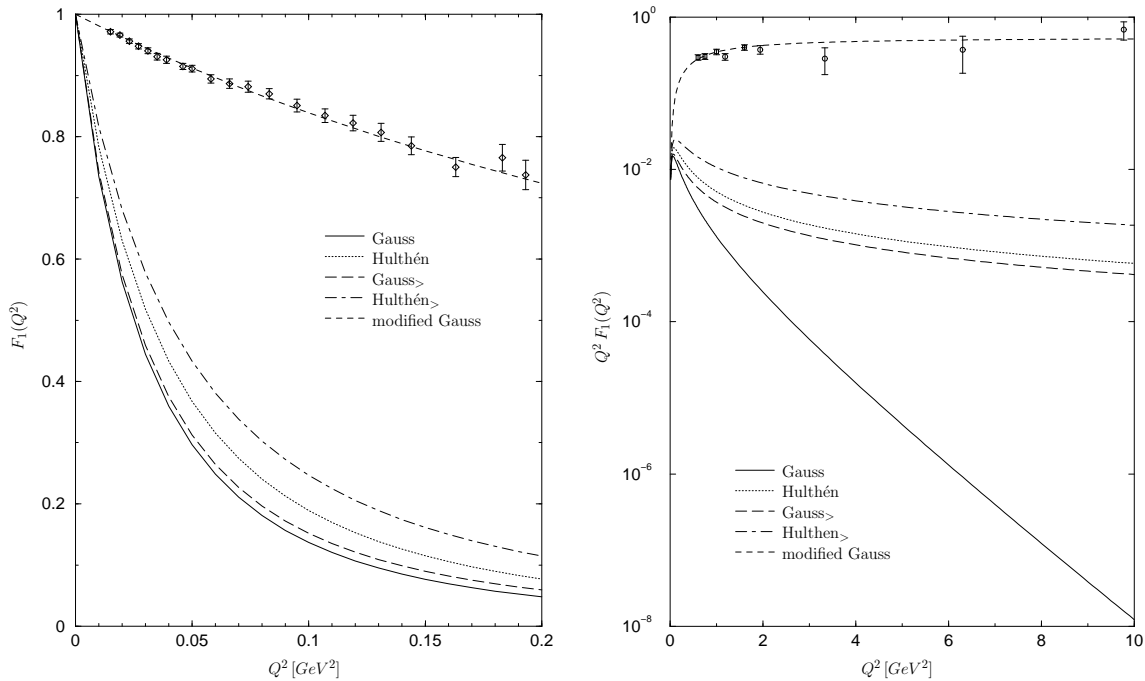 1
0.8
0.6
0.4
0.2
0
F₁(Q²)
Gauss
Hulthén
Gauss>
Hulthén>
modified Gauss
0 0.05 0.1 0.15 0.2
Q² [GeV²]
10⁰
10⁻²
10⁻⁴
10⁻⁶
10⁻⁸
Q² F₁(Q²)
Gauss
Hulthén
Gauss>
Hulthen>
modified Gauss
0 2 4 6 8 10
Q² [GeV²]